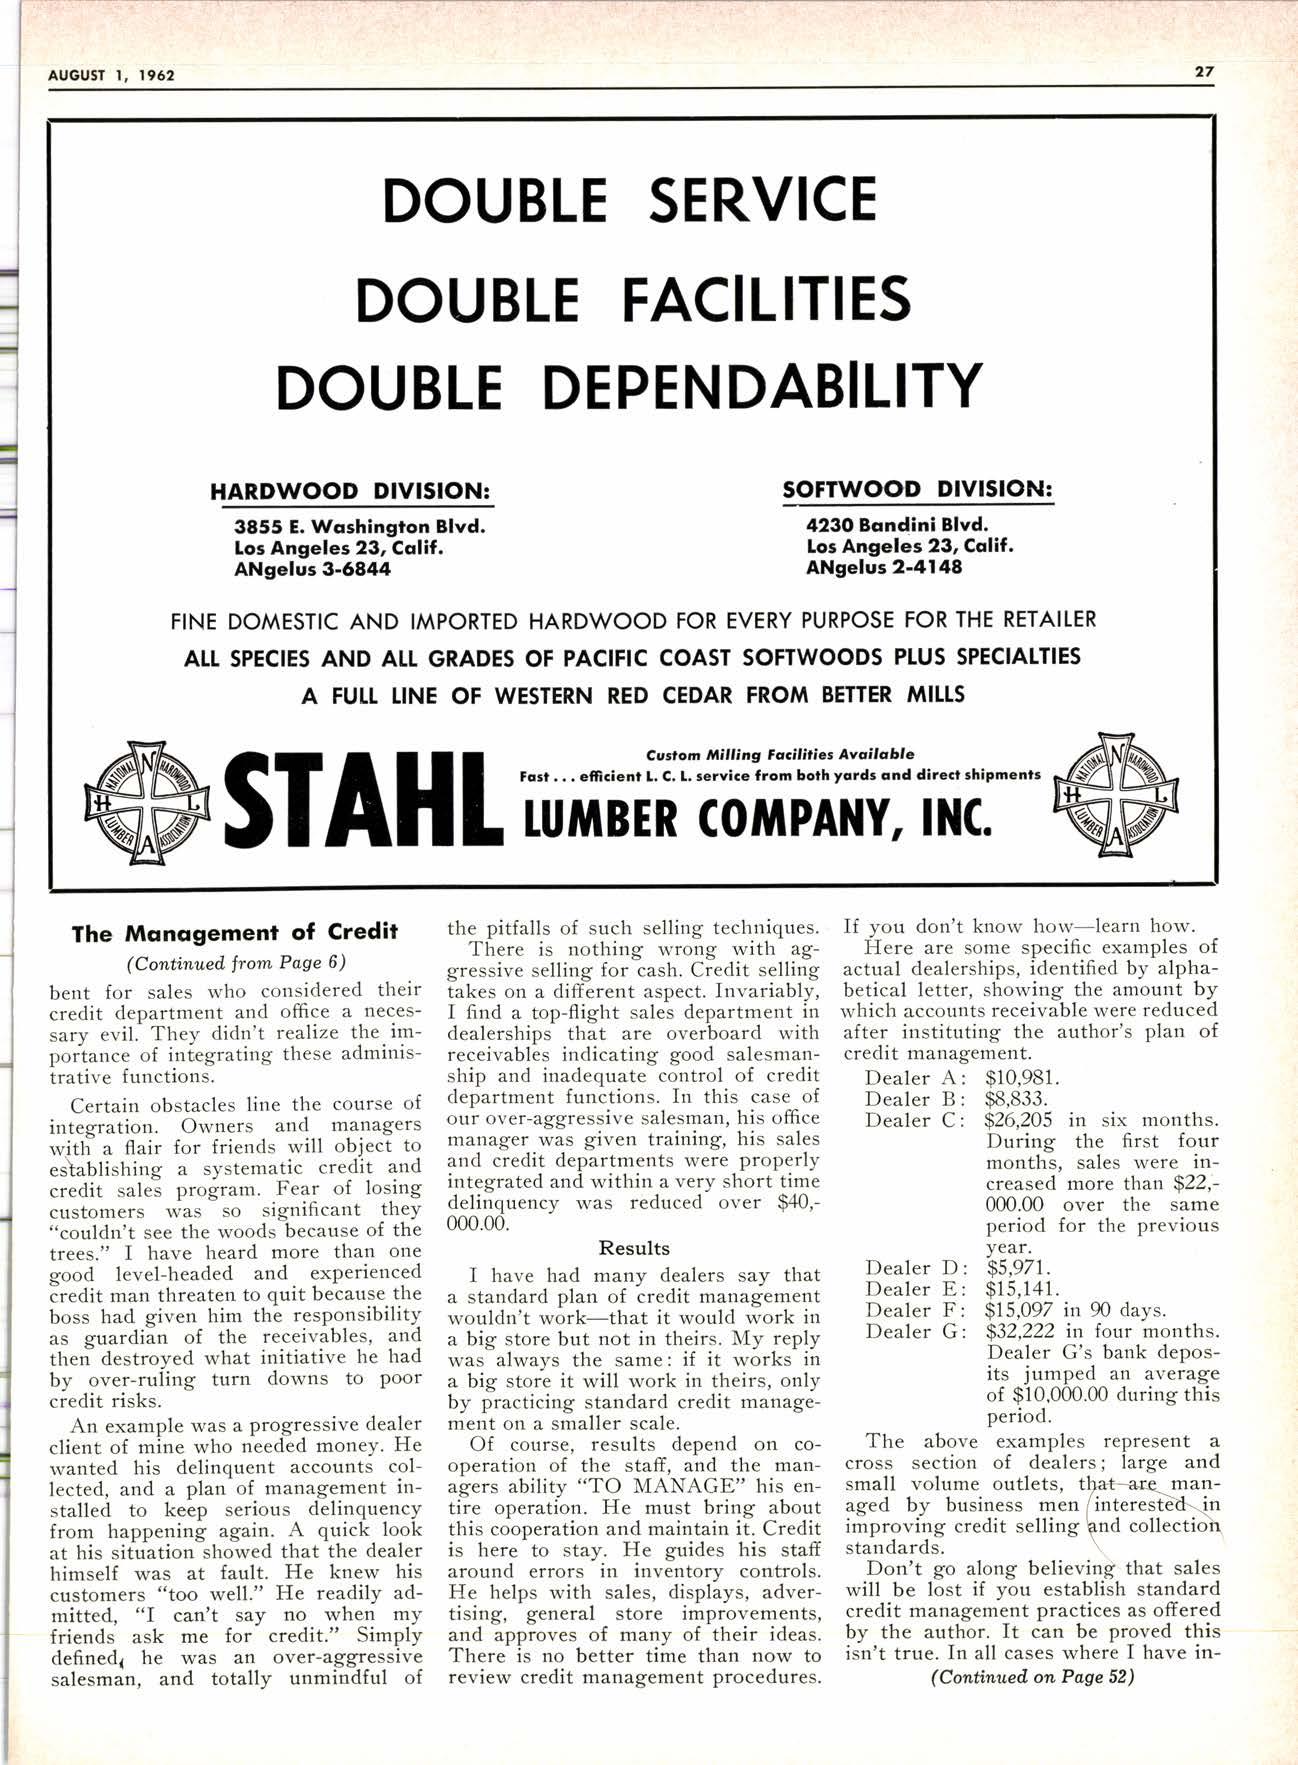 AUGUST 1, 1962
27
DOUBLE SERVICE
DOUBLE FACILITIES
DOUBLE DEPENDABILITY
HARDWOOD DIVISION:
3855 E. Washington Blvd.
Los Angeles 23, Calif.
ANgelus 3-6844
SOFTWOOD DIVISION:
4230 Bandini Blvd.
Los Angeles 23, Calif.
ANgelus 2-4148
FINE DOMESTIC AND IMPORTED HARDWOOD FOR EVERY PURPOSE FOR THE RETAILER
ALL SPECIES AND ALL GRADES OF PACIFIC COAST SOFTWOODS PLUS SPECIALTIES
A FULL LINE OF WESTERN RED CEDAR FROM BETTER MILLS
NATIONAL HARDWOOD LUMBER ASSOCIATION
N H L A
STAHL
Custom Milling Facilities Available
Fast . . . efficient L. C. L. service from both yards and direct shipments
LUMBER COMPANY, INC.
NATIONAL HARDWOOD LUMBER ASSOCIATION
N H L A
The Management of Credit
(Continued from Page 6)
bent for sales who considered their
credit department and office a neces-
sary evil. They didn't realize the im-
portance of integrating these adminis-
trative functions.
Certain obstacles line the course of
integration. Owners and managers
with a flair for friends will object to
establishing a systematic credit and
credit sales program. Fear of losing
customers was so significant they
"couldn't see the woods because of the
trees." I have heard more than one
good level-headed and experienced
credit man threaten to quit because the
boss had given him the responsibility
as guardian of the receivables, and
then destroyed what initiative he had
by over-ruling turn downs to poor
credit risks.
An example was a progressive dealer
client of mine who needed money. He
wanted his delinquent accounts col-
lected, and a plan of management in-
stalled to keep serious delinquency
from happening again. A quick look
at his situation showed that the dealer
himself was at fault. He knew his
customers "too well." He readily ad-
mitted, "I can't say no when my
friends ask me for credit." Simply
defined, he was an over-aggressive
salesman, and totally unmindful of
the pitfalls of such selling techniques.
There is nothing wrong with ag-
gressive selling for cash. Credit selling
takes on a different aspect. Invariably,
I find a top-flight sales department in
dealerships that are overboard with
receivables indicating good salesman-
ship and inadequate control of credit
department functions. In this case of
our over-aggressive salesman, his office
manager was given training, his sales
and credit departments were properly
integrated and within a very short time
delinquency was reduced over $40,-
000.00.
Results
I have had many dealers say that
a standard plan of credit management
wouldn't work—that it would work in
a big store but not in theirs. My reply
was always the same: if it works in
a big store it will work in theirs, only
by practicing standard credit manage-
ment on a smaller scale.
Of course, results depend on co-
operation of the staff, and the man-
agers ability "TO MANAGE" his en-
tire operation. He must bring about
this cooperation and maintain it. Credit
is here to stay. He guides his staff
around errors in inventory controls.
He helps with sales, displays, adver-
tising, general store improvements,
and approves of many of their ideas.
There is no better time than now to
review credit management procedures.
If you don't know how—learn how.
Here are some specific examples of
actual dealerships, identified by alpha-
betical letter, showing the amount by
which accounts receivable were reduced
after instituting the author's plan of
credit management.
Dealer A: $10,981.
Dealer B: $8,833.
Dealer C: $26,205 in six months.
During the first four
months, sales were in-
creased more than $22,-
000.00 over the same
period for the previous
year.
Dealer D: $5,971.
Dealer E: $15,141.
Dealer F: $15,097 in 90 days.
Dealer G: $32,222 in four months.
Dealer G's bank depos-
its jumped an average
of $10,000.00 during this
period.
The above examples represent a
cross section of dealers; large and
small volume outlets, that are man-
aged by business men interested in
improving credit selling and collection
standards.
Don't go along believing that sales
will be lost if you establish standard
credit management practices as offered
by the author. It can be proved this
isn't true. In all cases where I have in-
(Continued on Page 52)